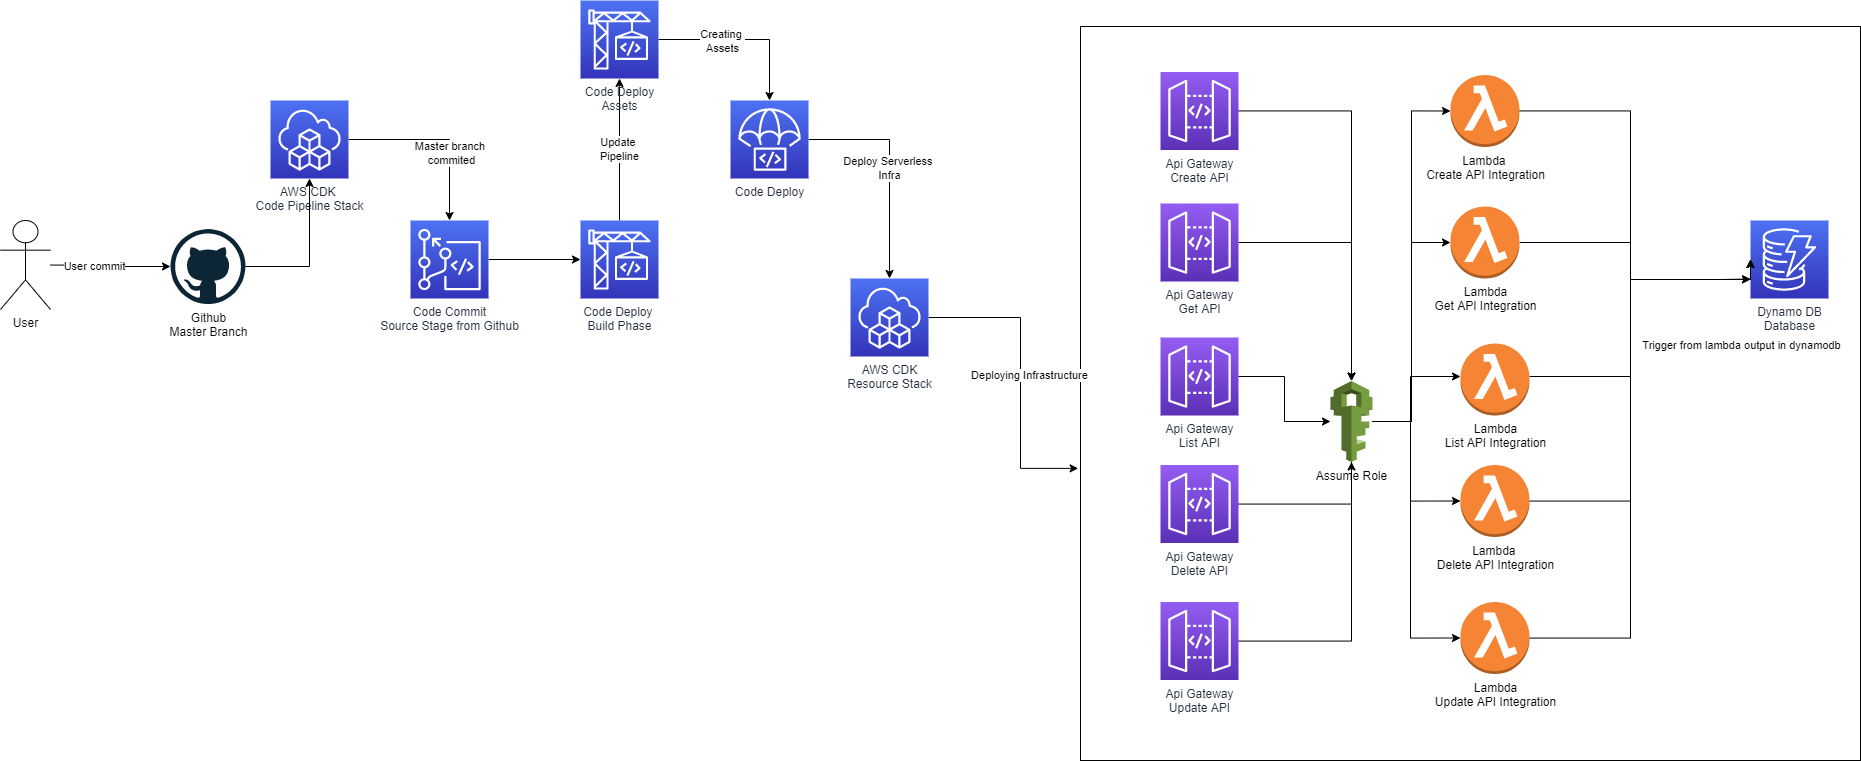 User
User commit
Github
Master Branch
AWS CDK
Code Pipeline Stack
Master branch
commited
Code Commit
Source Stage from Github
Code Deploy
Build Phase
Update
Pipeline
Code Deploy
Assets
Creating
Assets
Code Deploy
Deploy Serverless
Infra
AWS CDK
Resource Stack
Deploying Infrastructure
Api Gateway
Create API
Api Gateway
Get API
Api Gateway
List API
Api Gateway
Delete API
Api Gateway
Update API
Assume Role
Lambda
Create API Integration
Lambda
Get API Integration
Lambda
List API Integration
Lambda
Delete API Integration
Lambda
Update API Integration
Dynamo DB
Database
Trigger from lambda output in dynamodb